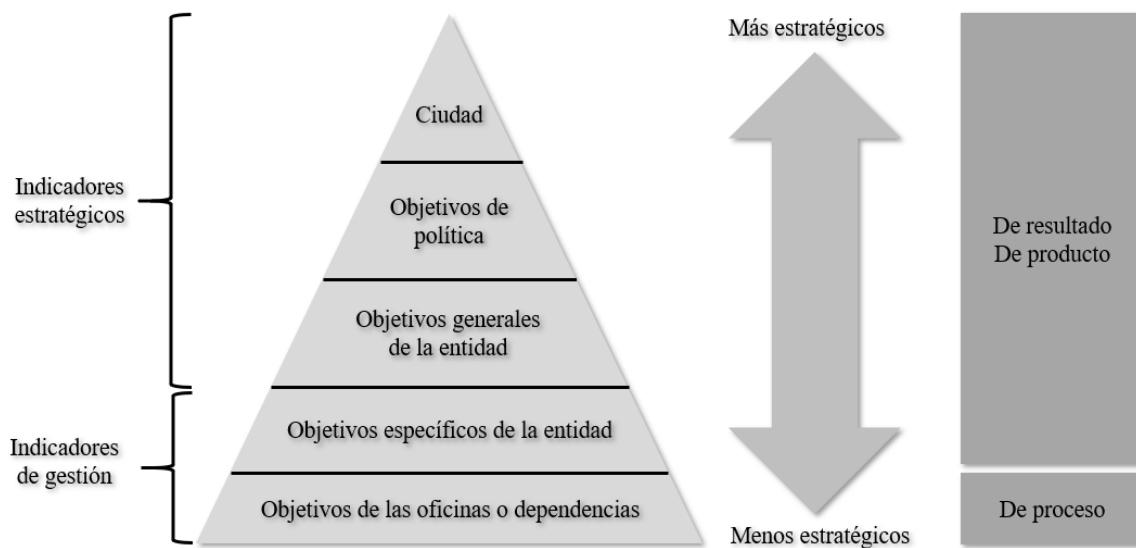 Indicadores
estratégicos
Indicadores
de gestión
Ciudad
Objetivos de
política
Objetivos generales
de la entidad
Objetivos específicos de la entidad
Objetivos de las oficinas o dependencias
Más estratégicos
Menos estratégicos
De resultado
De producto
De proceso